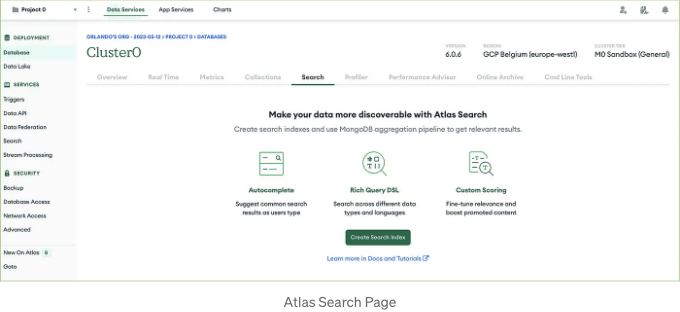 Project 0
Data Services
App Services
Charts
DEPLOYMENT
Database
Data Lake
SERVICES
Triggers
Data API
Data Federation
Search
Stream Processing
SECURITY
Backup
Database Access
Network Access
Advanced
New On Atlas 6
Goto
ORLANDO'S ORG - 2023-03-12 > PROJECT 0 > DATABASES
Cluster0
VERSION
6.0.6
REGION
GCP Belgium (europe-west1)
CLUSTER TIER
M0 Sandbox (General)
Overview
Real Time
Metrics
Collections
Search
Profiler
Performance Advisor
Online Archive
Cmd Line Tools
Make your data more discoverable with Atlas Search
Create search indexes and use MongoDB aggregation pipeline to get relevant results.
Autocomplete
Suggest common search
results as users type
Rich Query DSL
Search across different data
types and languages
Custom Scoring
Fine-tune relevance and
boost promoted content
Create Search Index
Learn more in Docs and Tutorials
Atlas Search Page